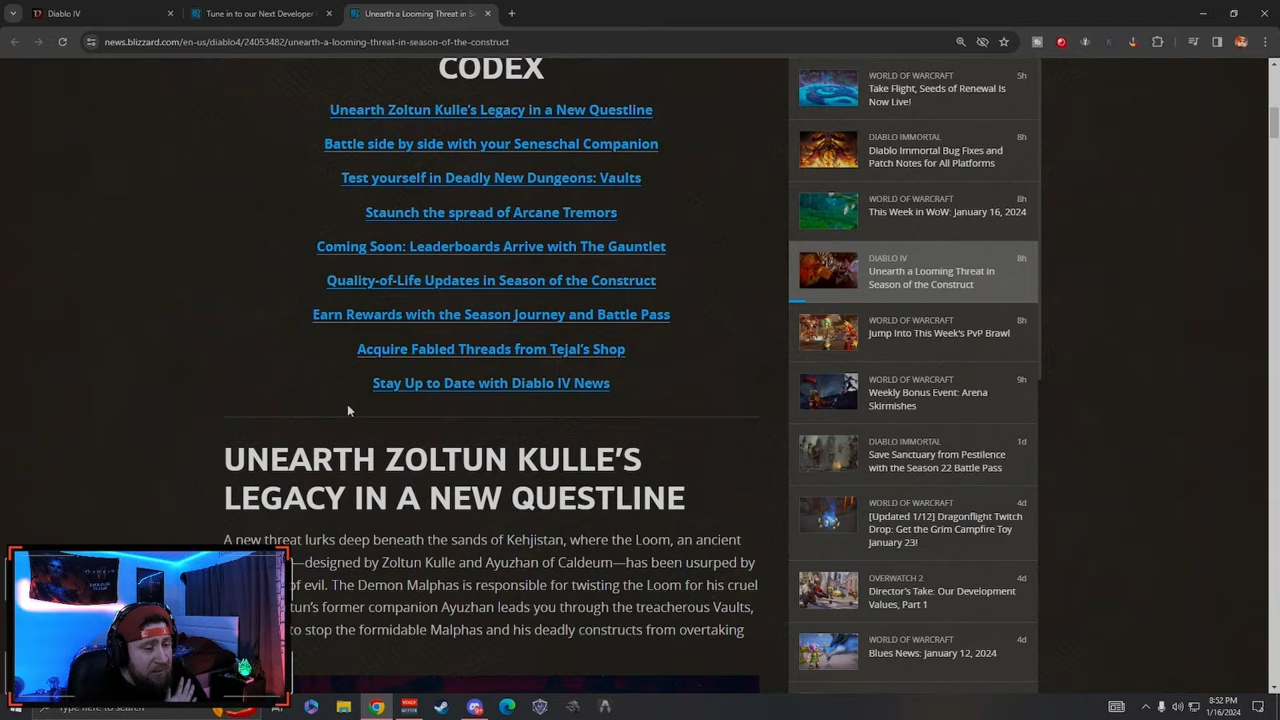 Diablo IV
Tune in to our Next Developer
Unearth a Looming Threat in S
news.blizzard.com/en-us/diablo4/24053482/unearth-a-looming-threat-in-season-of-the-construct
CODEX
Unearth Zoltun Kulle’s Legacy in a New Questline
Battle side by side with your Seneschal Companion
Test yourself in Deadly New Dungeons: Vaults
Staunch the spread of Arcane Tremors
Coming Soon: Leaderboards Arrive with The Gauntlet
Quality-of-Life Updates in Season of the Construct
Earn Rewards with the Season Journey and Battle Pass
Acquire Fabled Threads from Tejal’s Shop
Stay Up to Date with Diablo IV News
UNEARTH ZOLTUN KULLE’S
LEGACY IN A NEW QUESTLINE
A new threat lurks deep beneath the sands of Kehjistan, where the Loom, an ancient
—designed by Zoltun Kulle and Ayuzhan of Caldeum—has been usurped by
of evil. The Demon Malphas is responsible for twisting the Loom for his cruel
tun’s former companion Ayuzhan leads you through the treacherous Vaults,
to stop the formidable Malphas and his deadly constructs from overtaking
WORLD OF WARCRAFT 5h
Take Flight, Seeds of Renewal Is
Now Live!
DIABLO IMMORTAL 8h
Diablo Immortal Bug Fixes and
Patch Notes for All Platforms
WORLD OF WARCRAFT 8h
This Week in WoW: January 16, 2024
DIABLO IV 8h
Unearth a Looming Threat in
Season of the Construct
WORLD OF WARCRAFT 8h
Jump Into This Week's PvP Brawl
WORLD OF WARCRAFT 9h
Weekly Bonus Event: Arena
Skirmishes
DIABLO IMMORTAL 1d
Save Sanctuary from Pestilence
with the Season 22 Battle Pass
WORLD OF WARCRAFT 4d
[Updated 1/12] Dragonflight Twitch
Drop: Get the Grim Campfire Toy
January 23!
OVERWATCH 2 4d
Director’s Take: Our Development
Values, Part 1
WORLD OF WARCRAFT 4d
Blues News: January 12, 2024
Type here to search
8:52 PM
1/16/2024